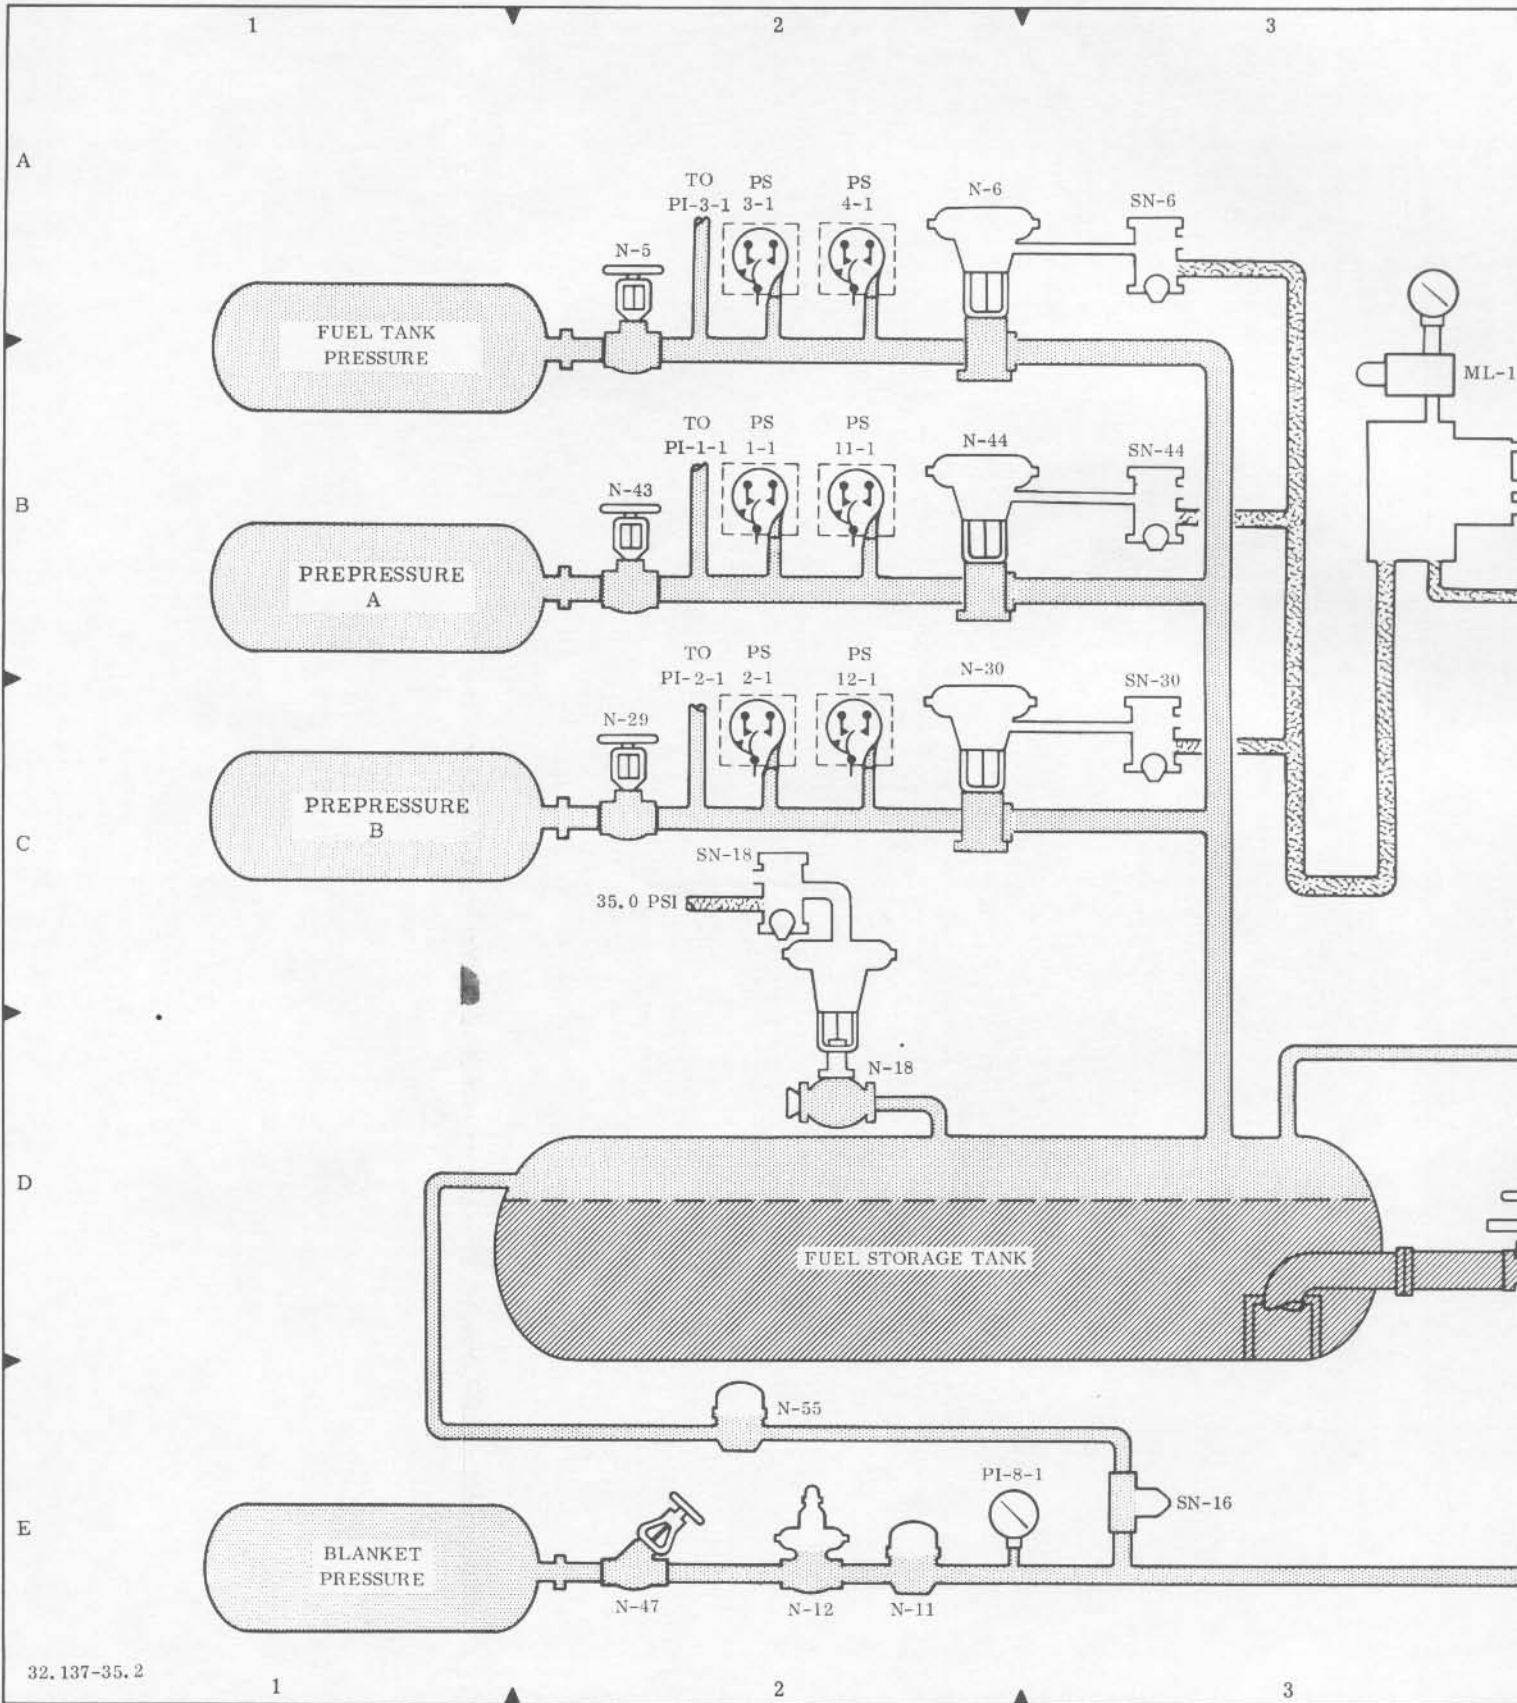 1 2 3
A
TO PS PS
PI-3-1 3-1 4-1
N-6
SN-6
N-5
FUEL TANK
PRESSURE
ML-1
TO PS PS
PI-1-1 1-1 11-1
N-44
SN-44
B
N-43
PREPRESSURE
A
TO PS PS
PI-2-1 2-1 12-1
N-30
SN-30
N-29
PREPRESSURE
B
C
SN-18
35.0 PSI
N-18
D
FUEL STORAGE TANK
N-55
PI-8-1
SN-16
E
BLANKET
PRESSURE
N-47 N-12 N-11
32.137-35.2
1 2 3